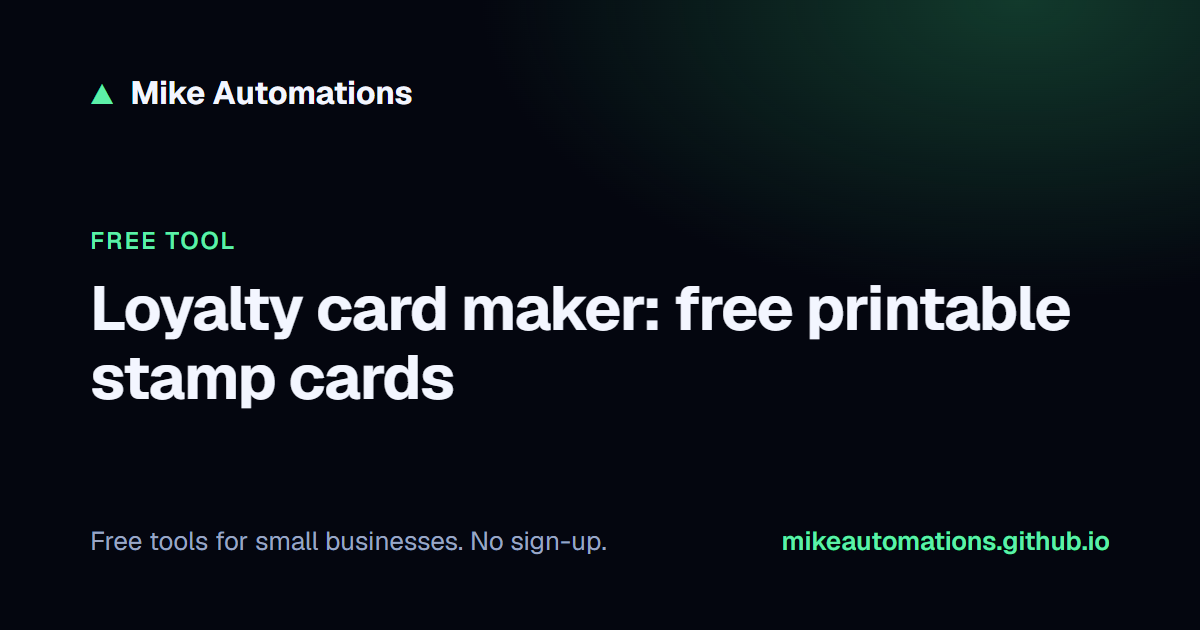 Mike Automations
FREE TOOL
Loyalty card maker: free printable
stamp cards
Free tools for small businesses. No sign-up.
mikeautomations.github.io